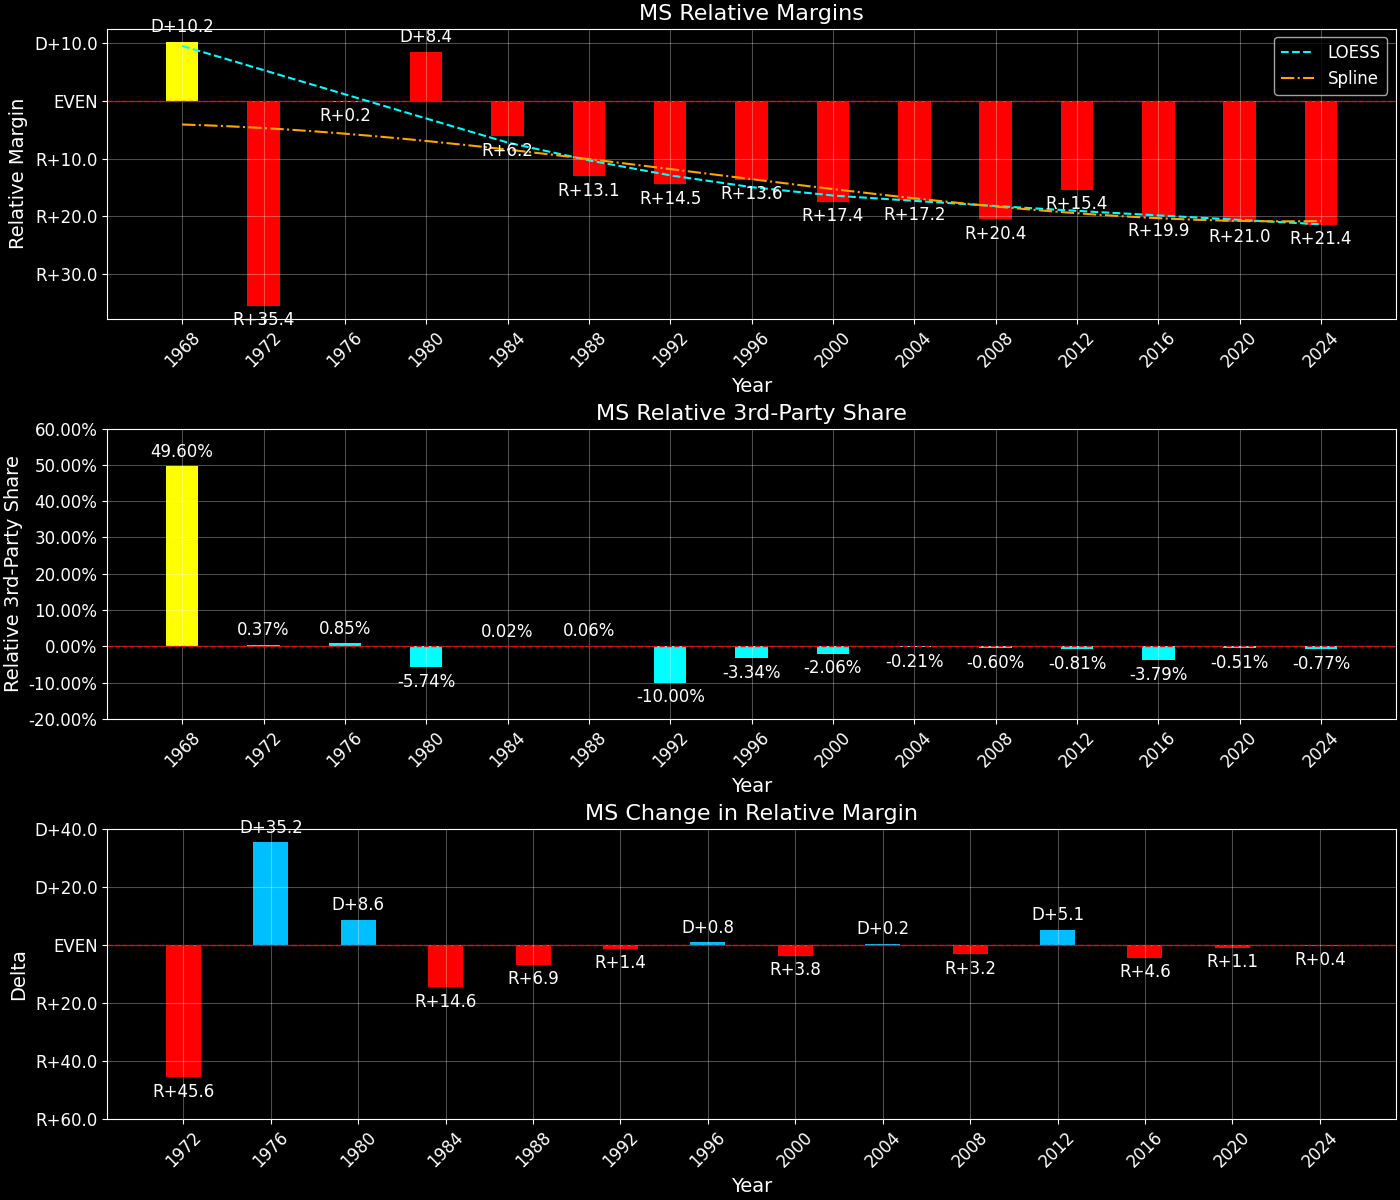 MS Relative Margins
Relative Margin
D+10.0
EVEN
R+10.0
R+20.0
R+30.0
D+10.2
R+35.4
R+0.2
D+8.4
R+6.2
R+13.1
R+14.5
R+13.6
R+17.4
R+17.2
R+20.4
R+15.4
R+19.9
R+21.0
R+21.4
LOESS
Spline
1968
1972
1976
1980
1984
1988
1992
1996
2000
2004
2008
2012
2016
2020
2024
Year
MS Relative 3rd-Party Share
Relative 3rd-Party Share
60.00%
50.00%
40.00%
30.00%
20.00%
10.00%
0.00%
-10.00%
-20.00%
49.60%
0.37%
0.85%
-5.74%
0.02%
0.06%
-10.00%
-3.34%
-2.06%
-0.21%
-0.60%
-0.81%
-3.79%
-0.51%
-0.77%
1968
1972
1976
1980
1984
1988
1992
1996
2000
2004
2008
2012
2016
2020
2024
Year
MS Change in Relative Margin
Delta
D+40.0
D+20.0
EVEN
R+20.0
R+40.0
R+60.0
R+45.6
D+35.2
D+8.6
R+14.6
R+6.9
R+1.4
D+0.8
R+3.8
D+0.2
R+3.2
D+5.1
R+4.6
R+1.1
R+0.4
1972
1976
1980
1984
1988
1992
1996
2000
2004
2008
2012
2016
2020
2024
Year